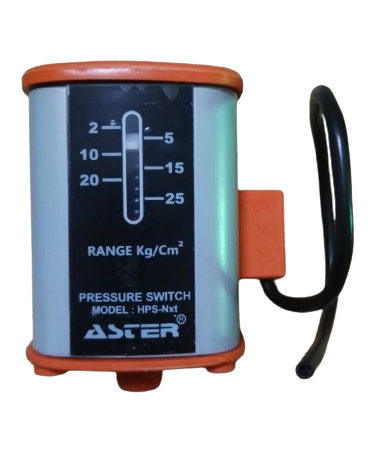 2
5
10
15
20
25
RANGE Kg/Cm²
PRESSURE SWITCH
MODEL : HPS-Nxt
ASTER®